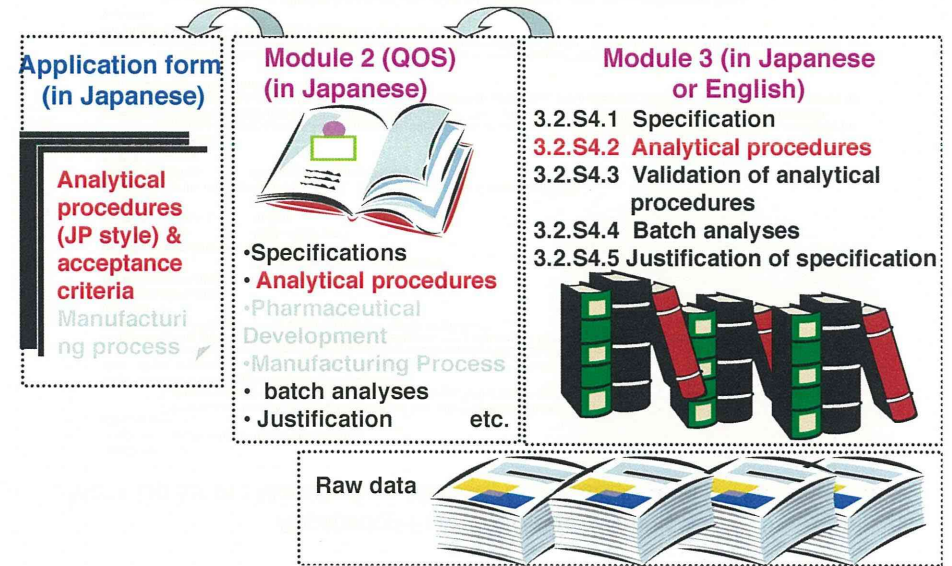 Application form
(in Japanese)
Analytical
procedures
(JP style) &
acceptance
criteria
Manufacturi
ng process
Module 2 (QOS)
(in Japanese)
•Specifications
• Analytical procedures
•Pharmaceutical
Development
•Manufacturing Process
• batch analyses
• Justification etc.
Module 3 (in Japanese
or English)
3.2.S4.1 Specification
3.2.S4.2 Analytical procedures
3.2.S4.3 Validation of analytical
procedures
3.2.S4.4 Batch analyses
3.2.S4.5 Justification of specification
Raw data